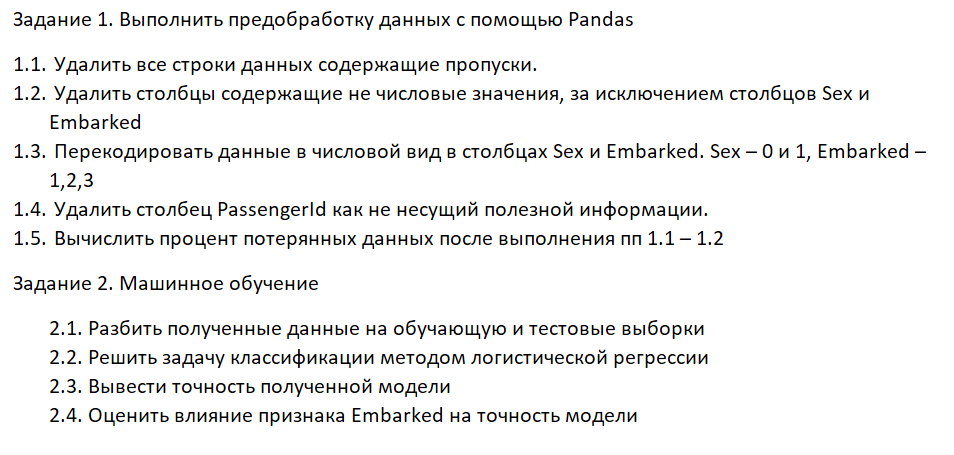 Задание 1. Выполнить предобработку данных с помощью Pandas
1.1. Удалить все строки данных содержащие пропуски.
1.2. Удалить столбцы содержащие не числовые значения, за исключением столбцов Sex и
Embarked
1.3. Перекодировать данные в числовой вид в столбцах Sex и Embarked. Sex – 0 и 1, Embarked –
1,2,3
1.4. Удалить столбец PassengerId как не несущий полезной информации.
1.5. Вычислить процент потерянных данных после выполнения пп 1.1 – 1.2
Задание 2. Машинное обучение
2.1. Разбить полученные данные на обучающую и тестовые выборки
2.2. Решить задачу классификации методом логистической регрессии
2.3. Вывести точность полученной модели
2.4. Оценить влияние признака Embarked на точность модели